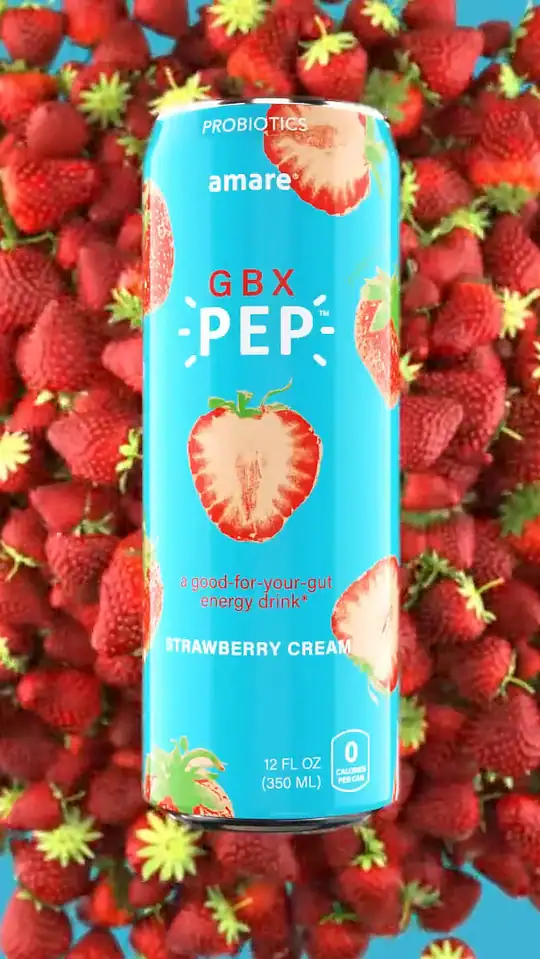 PROBIOTICS
amare®
GBX
PEP™
a good-for-your-gut
energy drink*
STRAWBERRY CREAM
12 FL OZ
(350 ML)
0
CALORIES
PER CAN